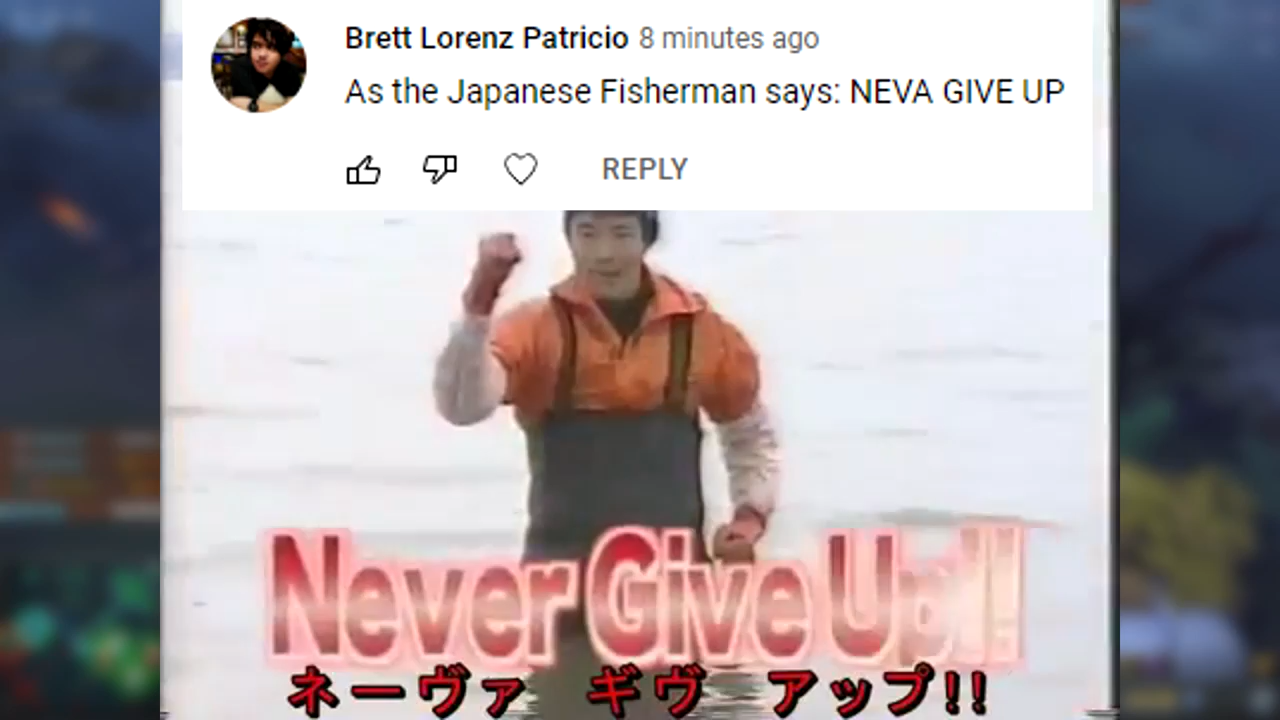 Brett Lorenz Patricio 8 minutes ago
As the Japanese Fisherman says: NEVA GIVE UP
REPLY
Never Give Up!!
ネーヴァ ギヴ アップ!!